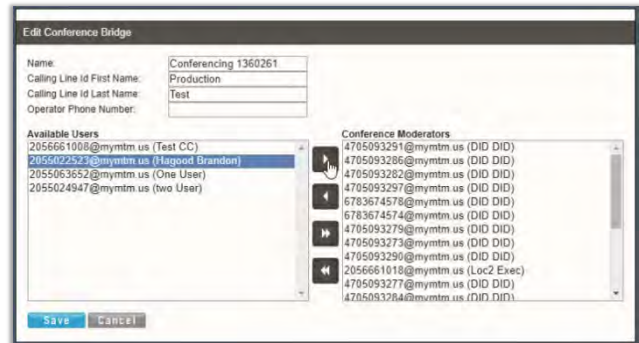 Edit Conference Bridge
Name: Conferencing 1360261
Calling Line Id First Name: Production
Calling Line Id Last Name: Test
Operator Phone Number:
Available Users
2056661008@mymtm.us (Test CC)
2055022523@mymtm.us (Hagood Brandon)
2055063652@mymtm.us (One User)
2055024947@mymtm.us (two User)
Conference Moderators
4705093291@mymtm.us (DID DID)
4705093286@mymtm.us (DID DID)
4705093282@mymtm.us (DID DID)
4705093297@mymtm.us (DID DID)
6783674578@mymtm.us (DID DID)
6783674574@mymtm.us (DID DID)
4705093279@mymtm.us (DID DID)
4705093273@mymtm.us (DID DID)
4705093290@mymtm.us (DID DID)
2056661018@mymtm.us (Loc2 Exec)
4705093277@mymtm.us (DID DID)
4705093284@mymtm.us (DID DID)
Save Cancel